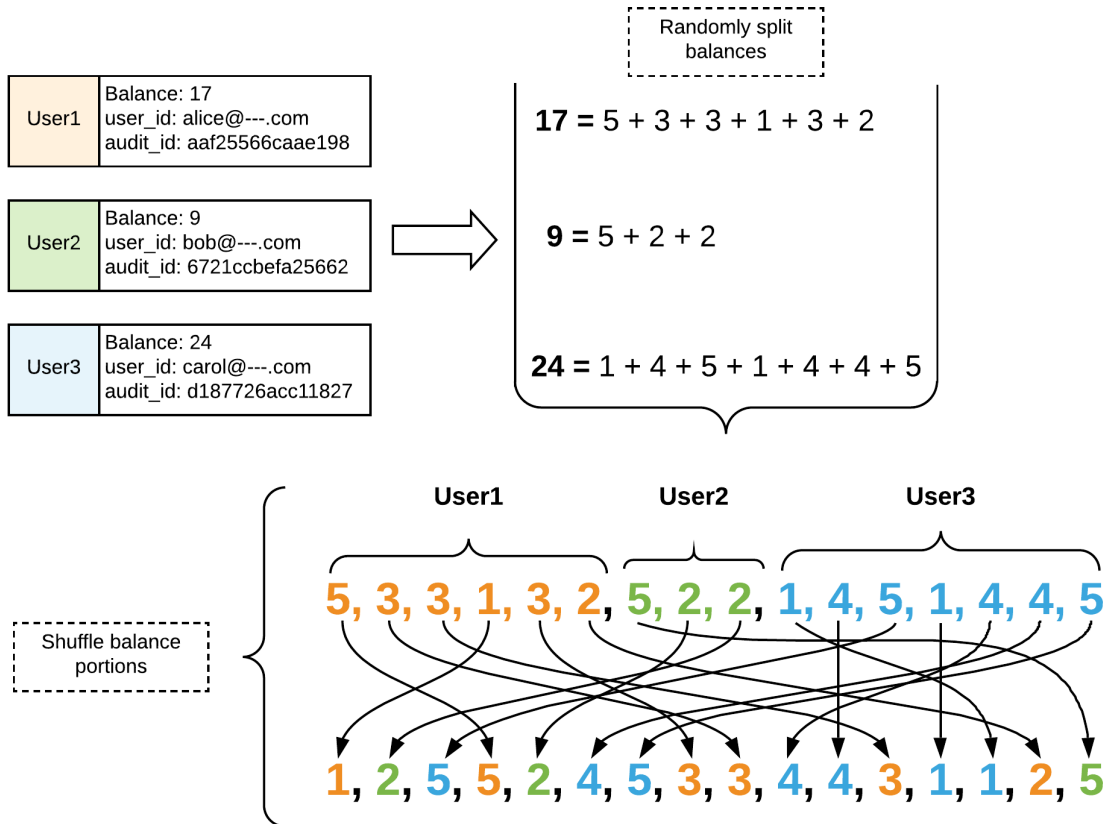 Randomly split
balances
User1
Balance: 17
user_id: alice@---.com
audit_id: aaf25566caae198
17 = 5 + 3 + 3 + 1 + 3 + 2
User2
Balance: 9
user_id: bob@---.com
audit_id: 6721ccbefa25662
9 = 5 + 2 + 2
User3
Balance: 24
user_id: carol@---.com
audit_id: d187726acc11827
24 = 1 + 4 + 5 + 1 + 4 + 4 + 5
User1 User2 User3
5, 3, 3, 1, 3, 2, 5, 2, 2, 1, 4, 5, 1, 4, 4, 5
Shuffle balance
portions
1, 2, 5, 5, 2, 4, 5, 3, 3, 4, 4, 3, 1, 1, 2, 5